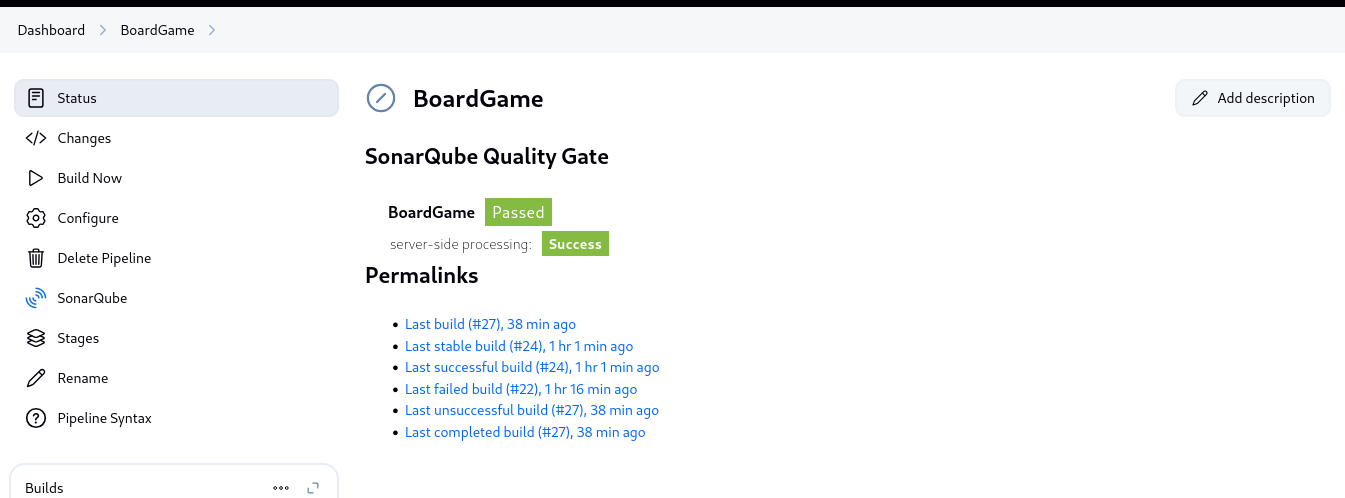 Dashboard
BoardGame
Status
Changes
Build Now
Configure
Delete Pipeline
SonarQube
Stages
Rename
Pipeline Syntax
Builds
BoardGame
Add description
SonarQube Quality Gate
BoardGame Passed
server-side processing: Success
Permalinks
Last build (#27), 38 min ago
Last stable build (#24), 1 hr 1 min ago
Last successful build (#24), 1 hr 1 min ago
Last failed build (#22), 1 hr 16 min ago
Last unsuccessful build (#27), 38 min ago
Last completed build (#27), 38 min ago